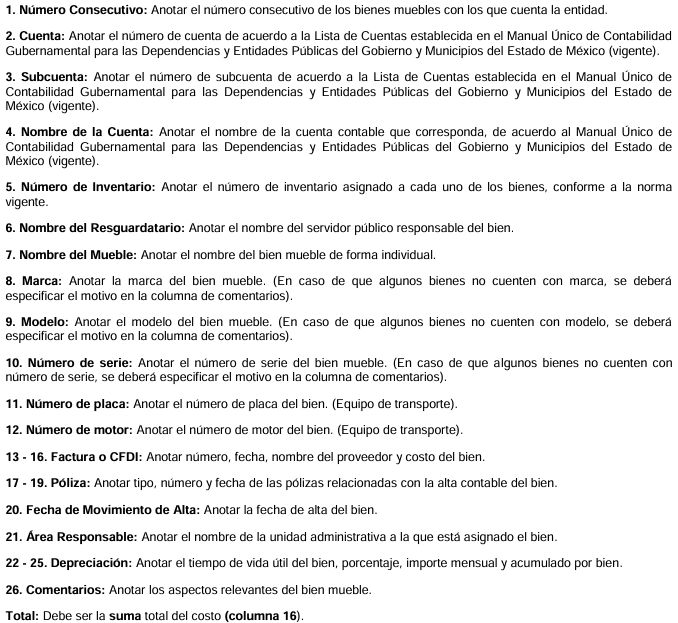 1. Número Consecutivo: Anotar el Número consecutivo de los bienes muebles con los que cuenta la entidad.
2. Cuenta: Anotar el número de cuenta de acuerdo a la Lista de Cuentas establecida en el Manual Único de Contabilidad
Gubernamental para las Dependencias y Entidades Públicas del Gobierno y Municipios del Estado de México (vigente).
3. Subcuenta: Anotar el número de subcuenta de acuerdo a la Lista de Cuentas establecida en el Manual Único de
Contabilidad Gubernamental para las Dependencias y Entidades Públicas del Gobierno y Municipios del Estado de
México (vigente).
4. Nombre de la Cuenta: Anotar el nombre de la cuenta contable que corresponda, de acuerdo al Manual Único de
Contabilidad Gubernamental para las Dependencias y Entidades Públicas del Gobierno y Municipios del Estado de
México (vigente).
5. Número de Inventario: Anotar el número de inventario asignado a cada uno de los bienes, conforme a la norma
vigente.
6. Nombre del Resguardatario: Anotar el nombre del servidor público responsable del bien.
7. Nombre del Mueble: Anotar el nombre del bien mueble de forma individual.
8. Marca: Anotar la marca del bien mueble. (En caso de que algunos bienes no cuenten con marca, se deberá
especificar el motivo en la columna de comentarios).
9. Modelo: Anotar el modelo del bien mueble. (En caso de que algunos bienes no cuenten con modelo, se deberá
especificar el motivo en la columna de comentarios).
10. Número de serie: Anotar el número de serie del bien mueble. (En caso de que algunos bienes no cuenten con
número de serie, se deberá especificar el motivo en la columna de comentarios).
11. Número de placa: Anotar el número de placa del bien. (Equipo de transporte).
12. Número de motor: Anotar el número de motor del bien. (Equipo de transporte).
13 - 16. Factura o CFDI: Anotar número, fecha, nombre del proveedor y costo del bien.
17 - 19. Póliza: Anotar tipo, número y fecha de las pólizas relacionadas con la alta contable del bien.
20. Fecha de Movimiento de Alta: Anotar la fecha de alta del bien.
21. Área Responsable: Anotar el nombre de la unidad administrativa a la que está asignado el bien.
22 - 25. Depreciación: Anotar el tiempo de vida útil del bien, porcentaje, importe mensual y acumulado por bien.
26. Comentarios: Anotar los aspectos relevantes del bien mueble.
Total: Debe ser la suma total del costo (columna 16).